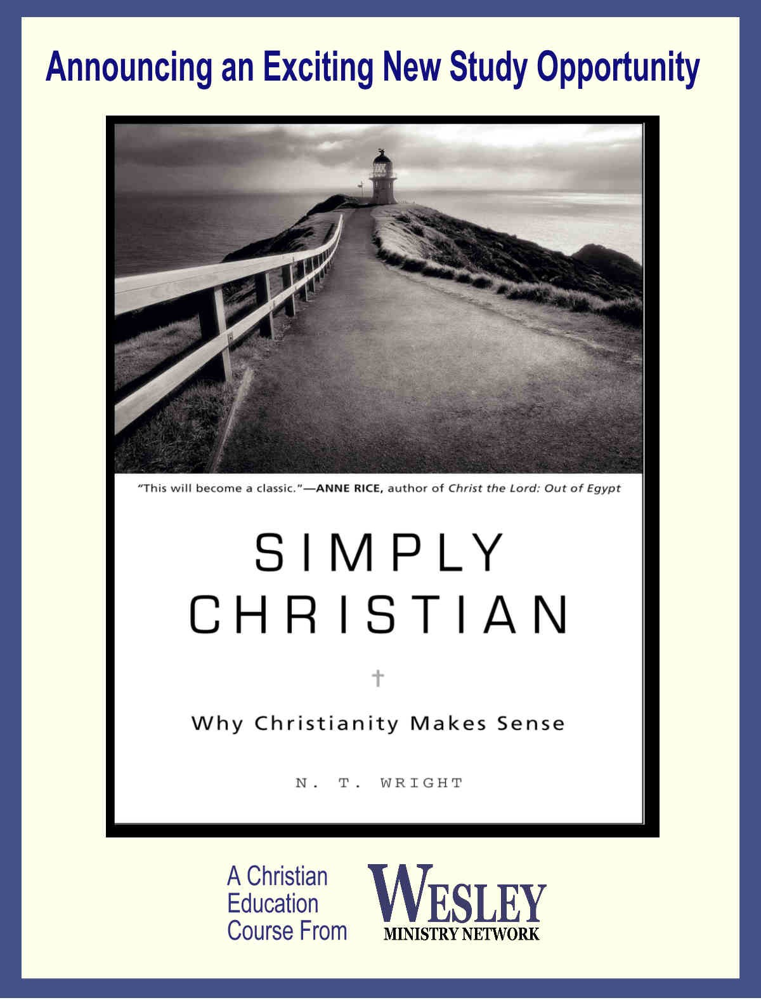 Announcing an Exciting New Study Opportunity
“This will become a classic.”—ANNE RICE, author of Christ the Lord: Out of Egypt
SIMPLY
CHRISTIAN
†
Why Christianity Makes Sense
N. T. WRIGHT
A Christian
Education
Course From
WESLEY
MINISTRY NETWORK